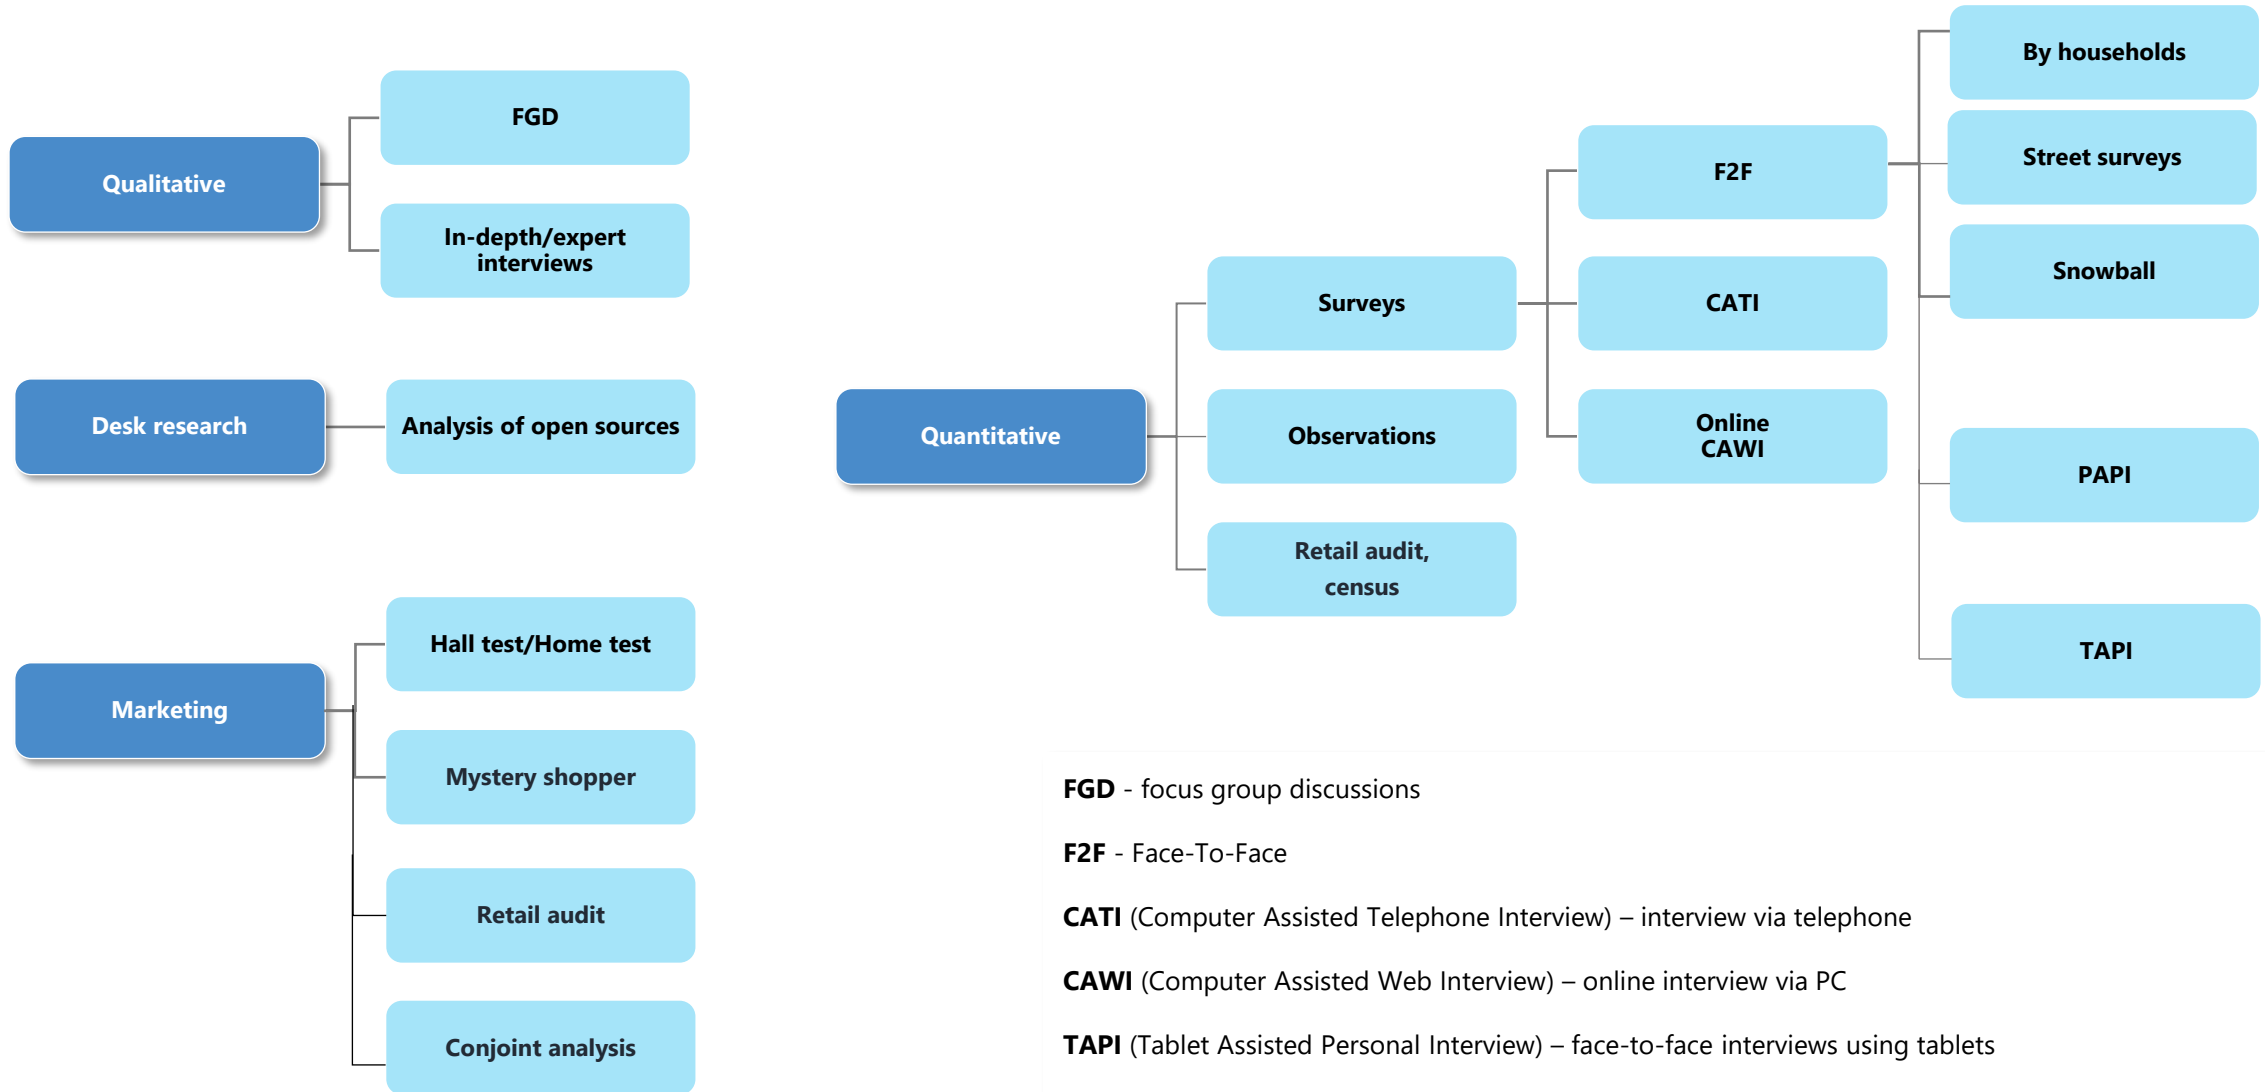 Qualitative
FGD
In-depth/expert
interviews
Desk research
Analysis of open sources
Marketing
Hall test/Home test
Mystery shopper
Retail audit
Conjoint analysis
Quantitative
Surveys
Observations
Retail audit,
census
F2F
CATI
Online
CAWI
By households
Street surveys
Snowball
PAPI
TAPI
FGD - focus group discussions
F2F - Face-To-Face
CATI (Computer Assisted Telephone Interview) – interview via telephone
CAWI (Computer Assisted Web Interview) – online interview via PC
TAPI (Tablet Assisted Personal Interview) – face-to-face interviews using tablets